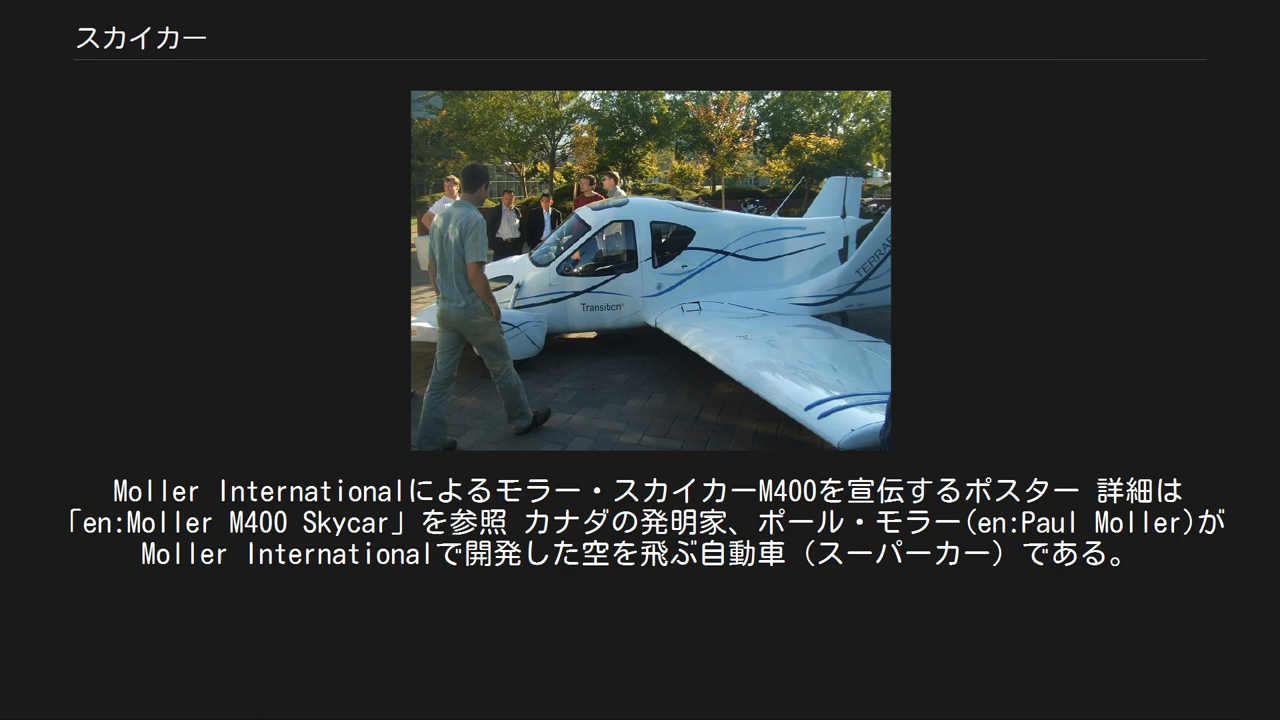 スカイカー
Transition
TERRAF
Moller Internationalによるモラー・スカイカーM400を宣伝するポスター 詳細は
「en:Moller M400 Skycar」を参照 カナダの発明家、ポール・モラー(en:Paul Moller)が
Moller Internationalで開発した空を飛ぶ自動車（スーパーカー）である。